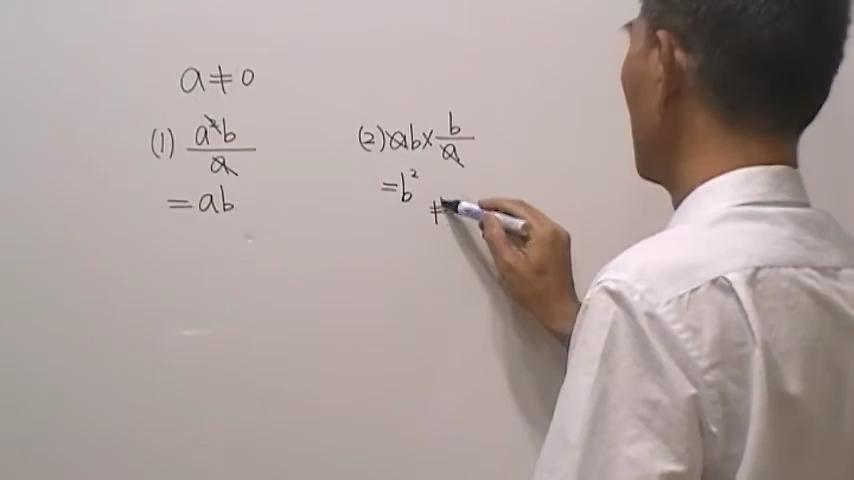 a≠0
(1) a²b/a
=ab
(2) ab×b/a
=b²
≠